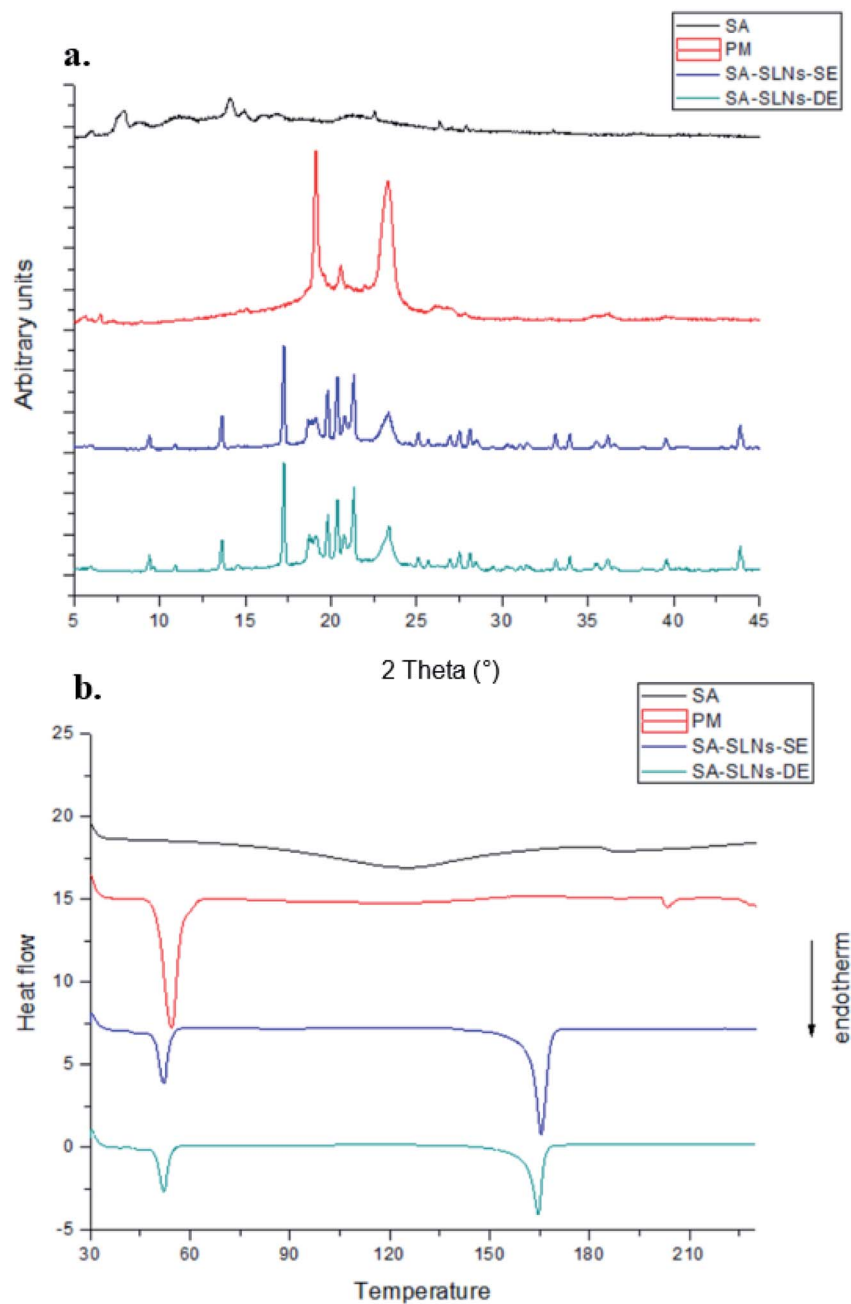 a.
SA
PM
SA-SLNs-SE
SA-SLNs-DE
Arbitrary units
5 10 15 20 25 30 35 40 45
2 Theta (°)
b.
SA
PM
SA-SLNs-SE
SA-SLNs-DE
25
20
15
10
5
0
-5
Heat flow
endotherm
30 60 90 120 150 180 210
Temperature